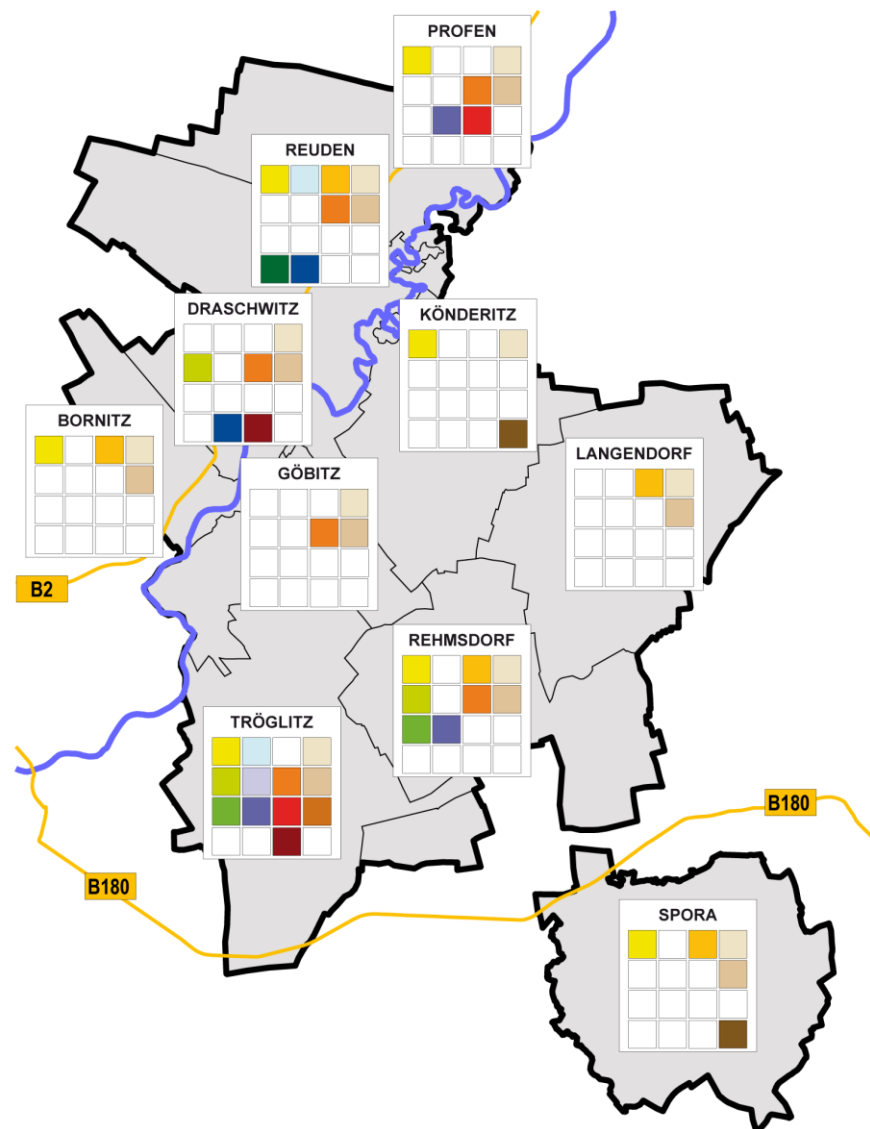 PROFEN
REUDEN
DRASCHWITZ
KÖNDERITZ
BORNITZ
LANGENDORF
GÖBITZ
B2
REHMSDORF
TRÖGLITZ
B180
B180
SPORA